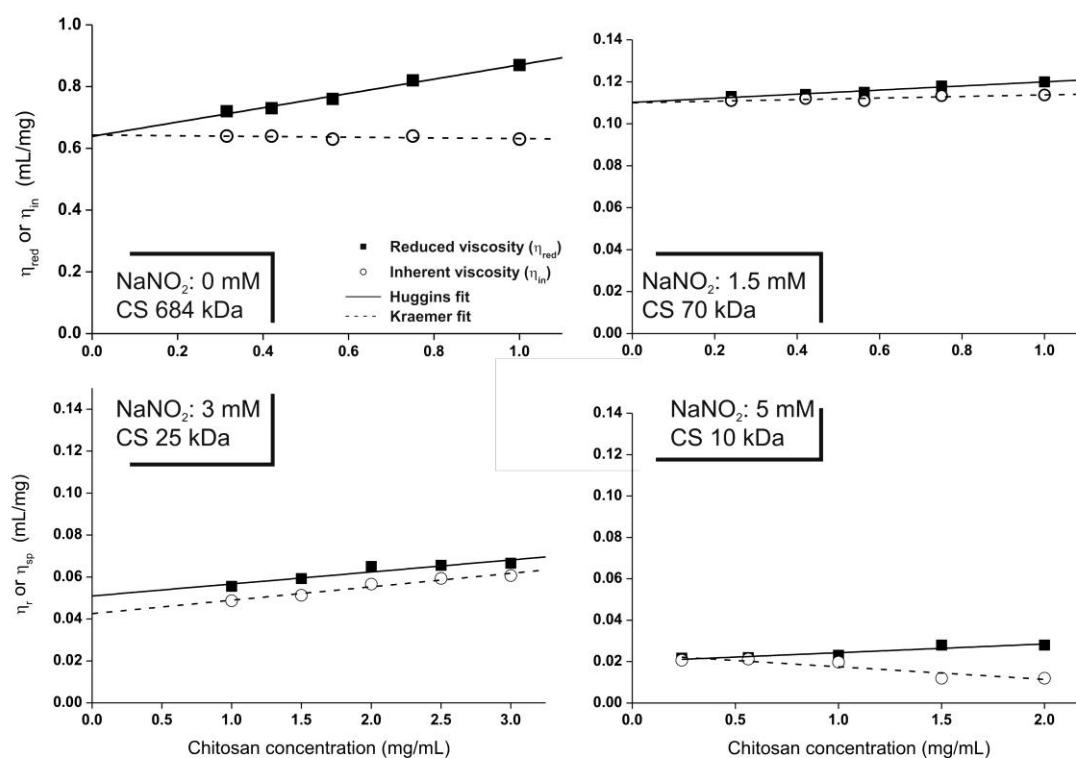 η_red or η_in (mL/mg)
1.0
0.8
0.6
0.4
0.2
0.0
Reduced viscosity (η_red)
Inherent viscosity (η_in)
Huggins fit
Kraemer fit
NaNO₂: 0 mM
CS 684 kDa
0.0 0.2 0.4 0.6 0.8 1.0
0.14
0.12
0.10
0.08
0.06
0.04
0.02
0.00
NaNO₂: 1.5 mM
CS 70 kDa
0.0 0.2 0.4 0.6 0.8 1.0
η_r or η_sp (mL/mg)
0.14
0.12
0.10
0.08
0.06
0.04
0.02
0.00
NaNO₂: 3 mM
CS 25 kDa
0.0 1.0 1.5 2.0 2.5 3.0
Chitosan concentration (mg/mL)
0.14
0.12
0.10
0.08
0.06
0.04
0.02
0.00
NaNO₂: 5 mM
CS 10 kDa
0.0 0.5 1.0 1.5 2.0
Chitosan concentration (mg/mL)